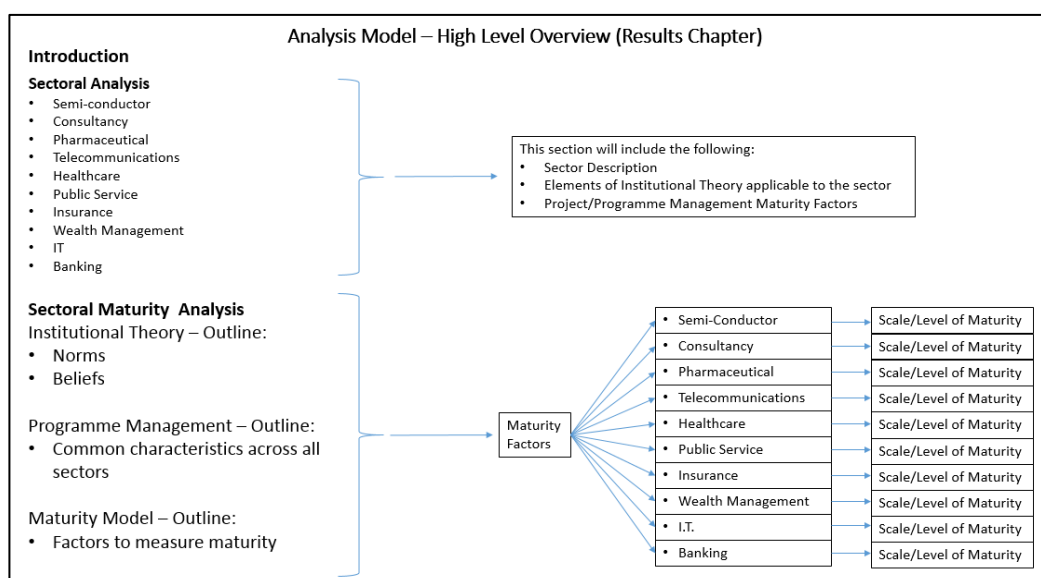 Analysis Model – High Level Overview (Results Chapter)
Introduction
Sectoral Analysis
• Semi-conductor
• Consultancy
• Pharmaceutical
• Telecommunications
• Healthcare
• Public Service
• Insurance
• Wealth Management
• IT
• Banking
This section will include the following:
• Sector Description
• Elements of Institutional Theory applicable to the sector
• Project/Programme Management Maturity Factors
Sectoral Maturity Analysis
Institutional Theory – Outline:
• Norms
• Beliefs
Programme Management – Outline:
• Common characteristics across all
sectors
Maturity Model – Outline:
• Factors to measure maturity
Maturity
Factors
• Semi-Conductor
• Consultancy
• Pharmaceutical
• Telecommunications
• Healthcare
• Public Service
• Insurance
• Wealth Management
• I.T.
• Banking
Scale/Level of Maturity
Scale/Level of Maturity
Scale/Level of Maturity
Scale/Level of Maturity
Scale/Level of Maturity
Scale/Level of Maturity
Scale/Level of Maturity
Scale/Level of Maturity
Scale/Level of Maturity
Scale/Level of Maturity